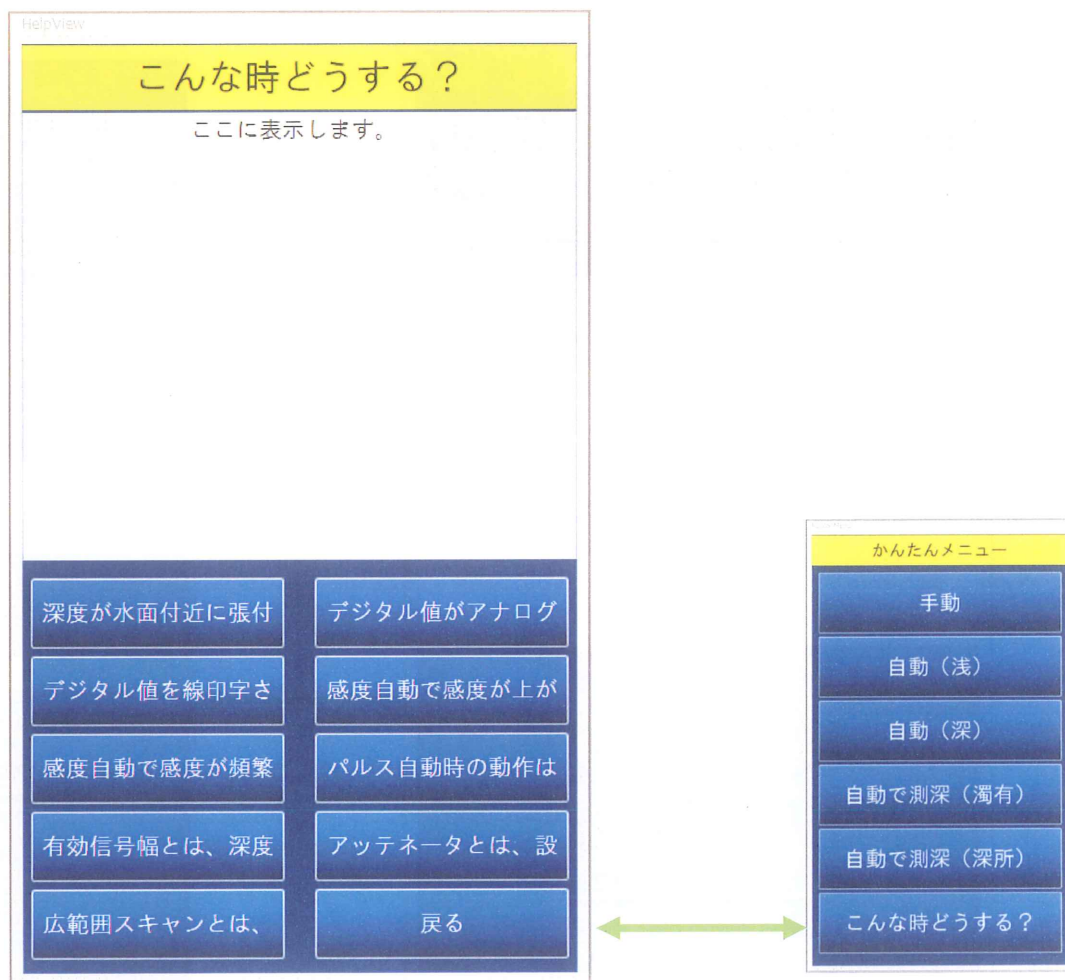 HelpView
こんな時どうする？
ここに表示します。
深度が水面付近に張付
デジタル値がアナログ
デジタル値を線印字さ
感度自動で感度が上が
感度自動で感度が頻繁
パルス自動時の動作は
有効信号幅とは、深度
アッテネータとは、設
広範囲スキャンとは、
戻る
かんたんメニュー
手動
自動（浅）
自動（深）
自動で測深（濁有）
自動で測深（深所）
こんな時どうする？